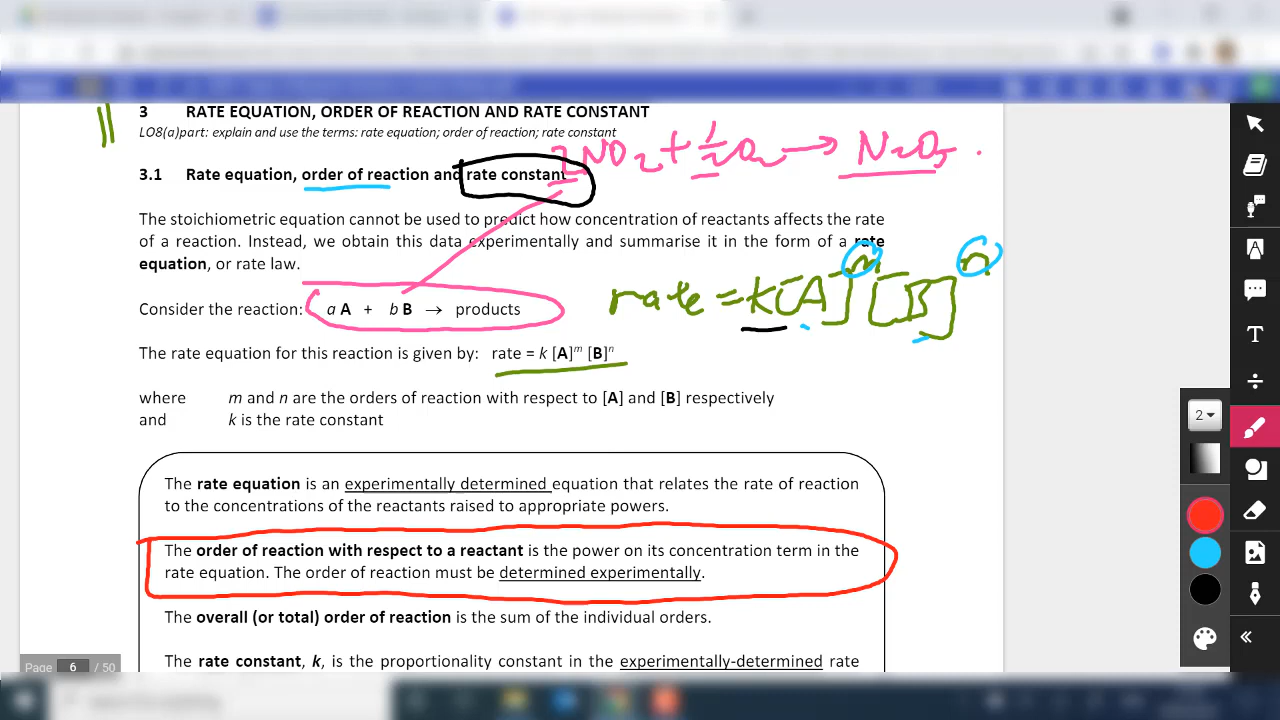 3 RATE EQUATION, ORDER OF REACTION AND RATE CONSTANT
LO8(a)part: explain and use the terms: rate equation; order of reaction; rate constant
2NO2 + 1/2 O2 → N2O5
3.1 Rate equation, order of reaction and rate constant
The stoichiometric equation cannot be used to predict how concentration of reactants affects the rate
of a reaction. Instead, we obtain this data experimentally and summarise it in the form of a rate
equation, or rate law.
Consider the reaction: a A + b B → products
rate = k[A]^m [B]^n
The rate equation for this reaction is given by: rate = k [A]^m [B]^n
where m and n are the orders of reaction with respect to [A] and [B] respectively
and k is the rate constant
2
The rate equation is an experimentally determined equation that relates the rate of reaction
to the concentrations of the reactants raised to appropriate powers.
The order of reaction with respect to a reactant is the power on its concentration term in the
rate equation. The order of reaction must be determined experimentally.
The overall (or total) order of reaction is the sum of the individual orders.
The rate constant, k, is the proportionality constant in the experimentally-determined rate
Page 6 / 50